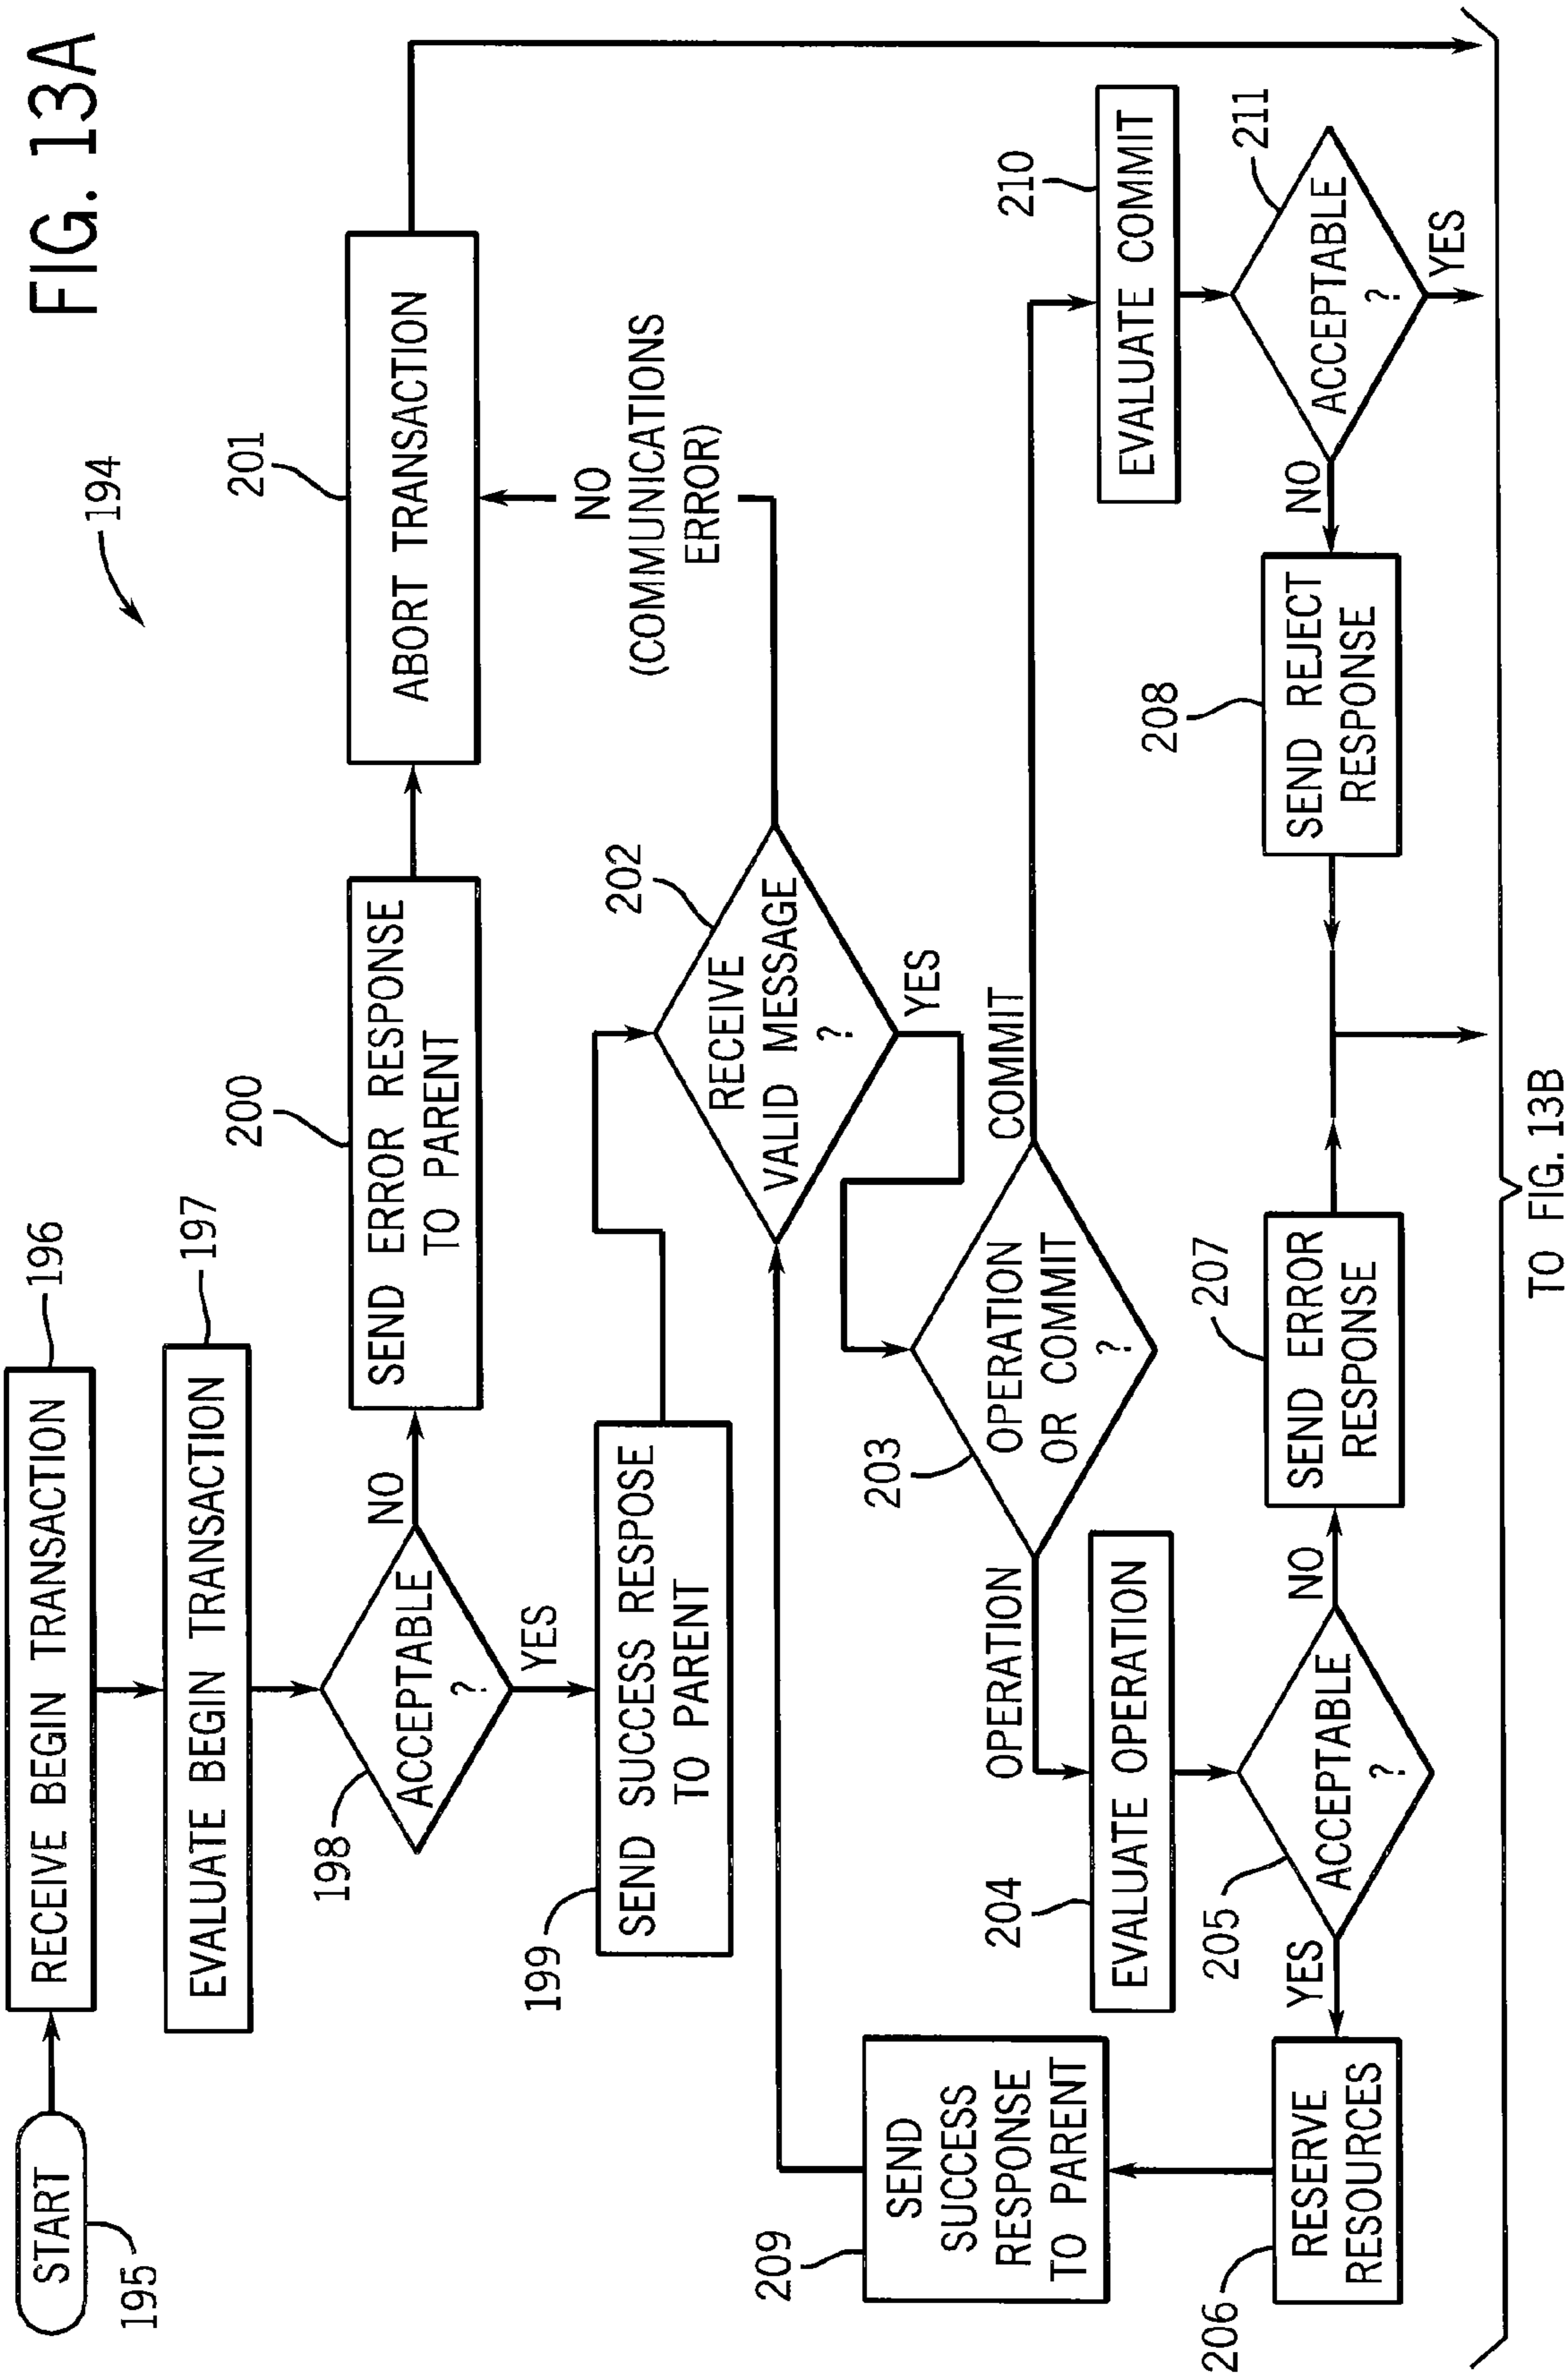 FIG. 13A
194
START
195
RECEIVE BEGIN TRANSACTION
196
EVALUATE BEGIN TRANSACTION
197
ACCEPTABLE
?
198
NO
YES
SEND ERROR RESPONSE
TO PARENT
200
ABORT TRANSACTION
201
SEND SUCCESS RESPOSE
TO PARENT
199
RECEIVE
VALID MESSAGE
?
202
NO
(COMMUNICATIONS
ERROR)
YES
OPERATION
OR COMMIT
?
203
OPERATION
COMMIT
SEND
SUCCESS
RESPONSE
TO PARENT
209
EVALUATE OPERATION
204
EVALUATE COMMIT
210
RESERVE
RESOURCES
206
YES
ACCEPTABLE
?
205
NO
SEND ERROR
RESPONSE
207
SEND REJECT
RESPONSE
208
NO
ACCEPTABLE
?
211
YES
TO FIG. 13B